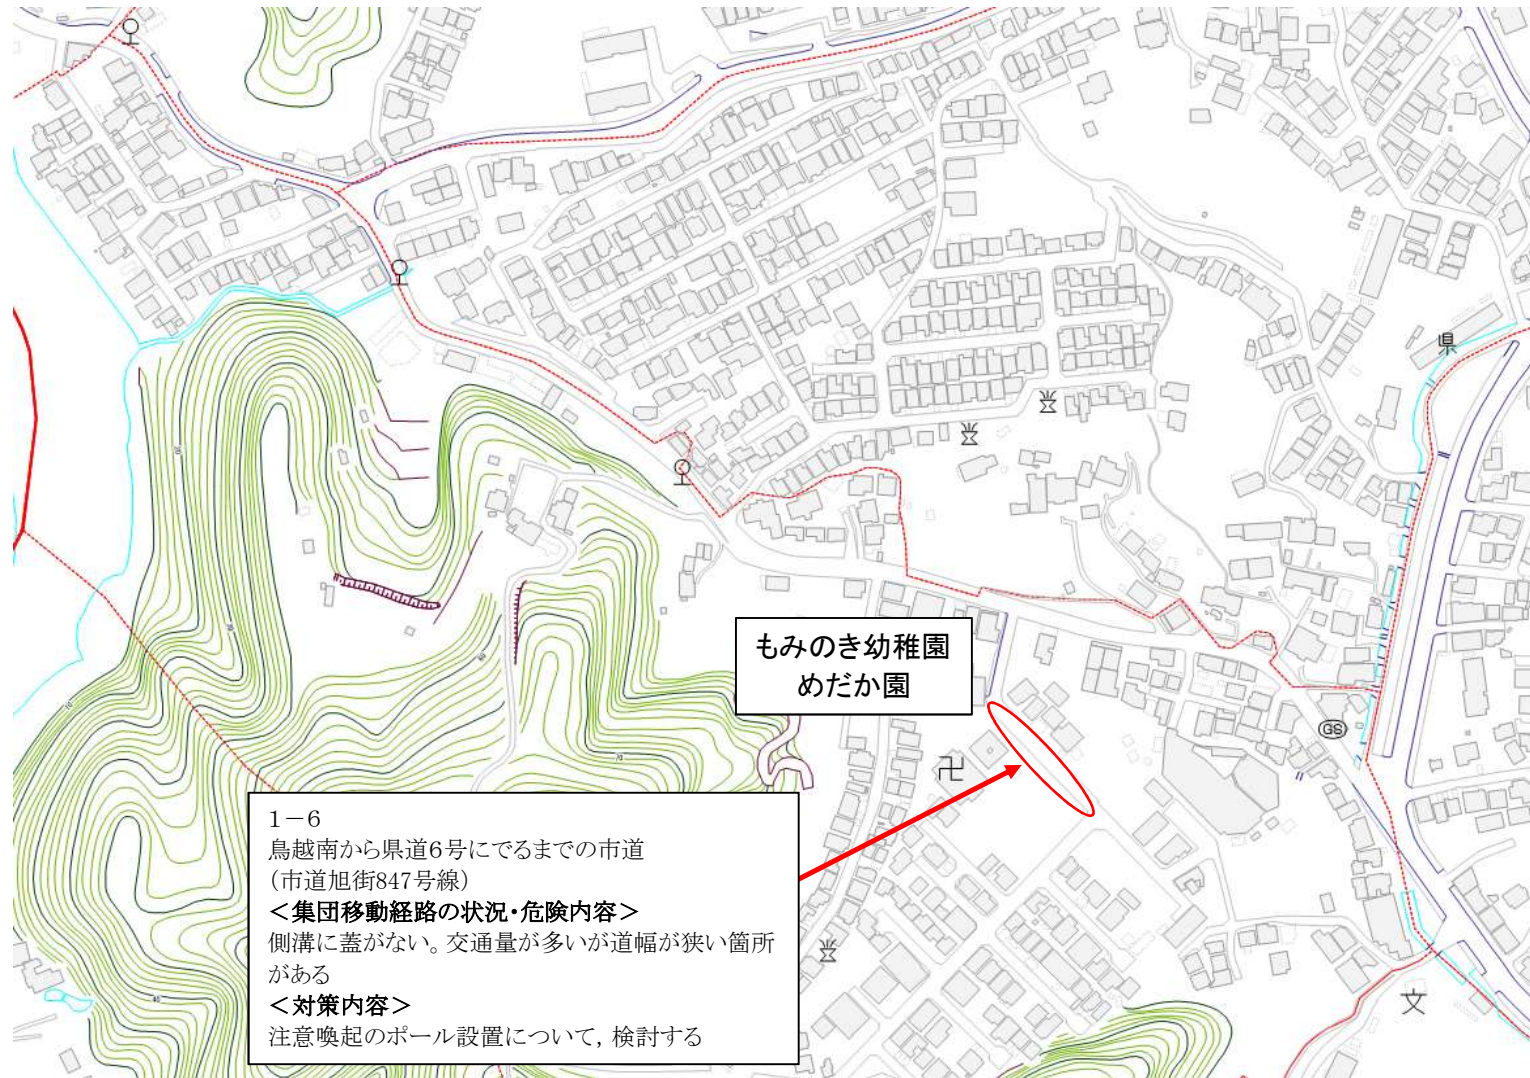 県
もみのき幼稚園
めだか園
GS
1-6
鳥越南から県道6号にでるまでの市道
(市道旭街847号線)
<集団移動経路の状況・危険内容>
側溝に蓋がない。交通量が多いが道幅が狭い箇所
がある
<対策内容>
注意喚起のポール設置について,検討する
文